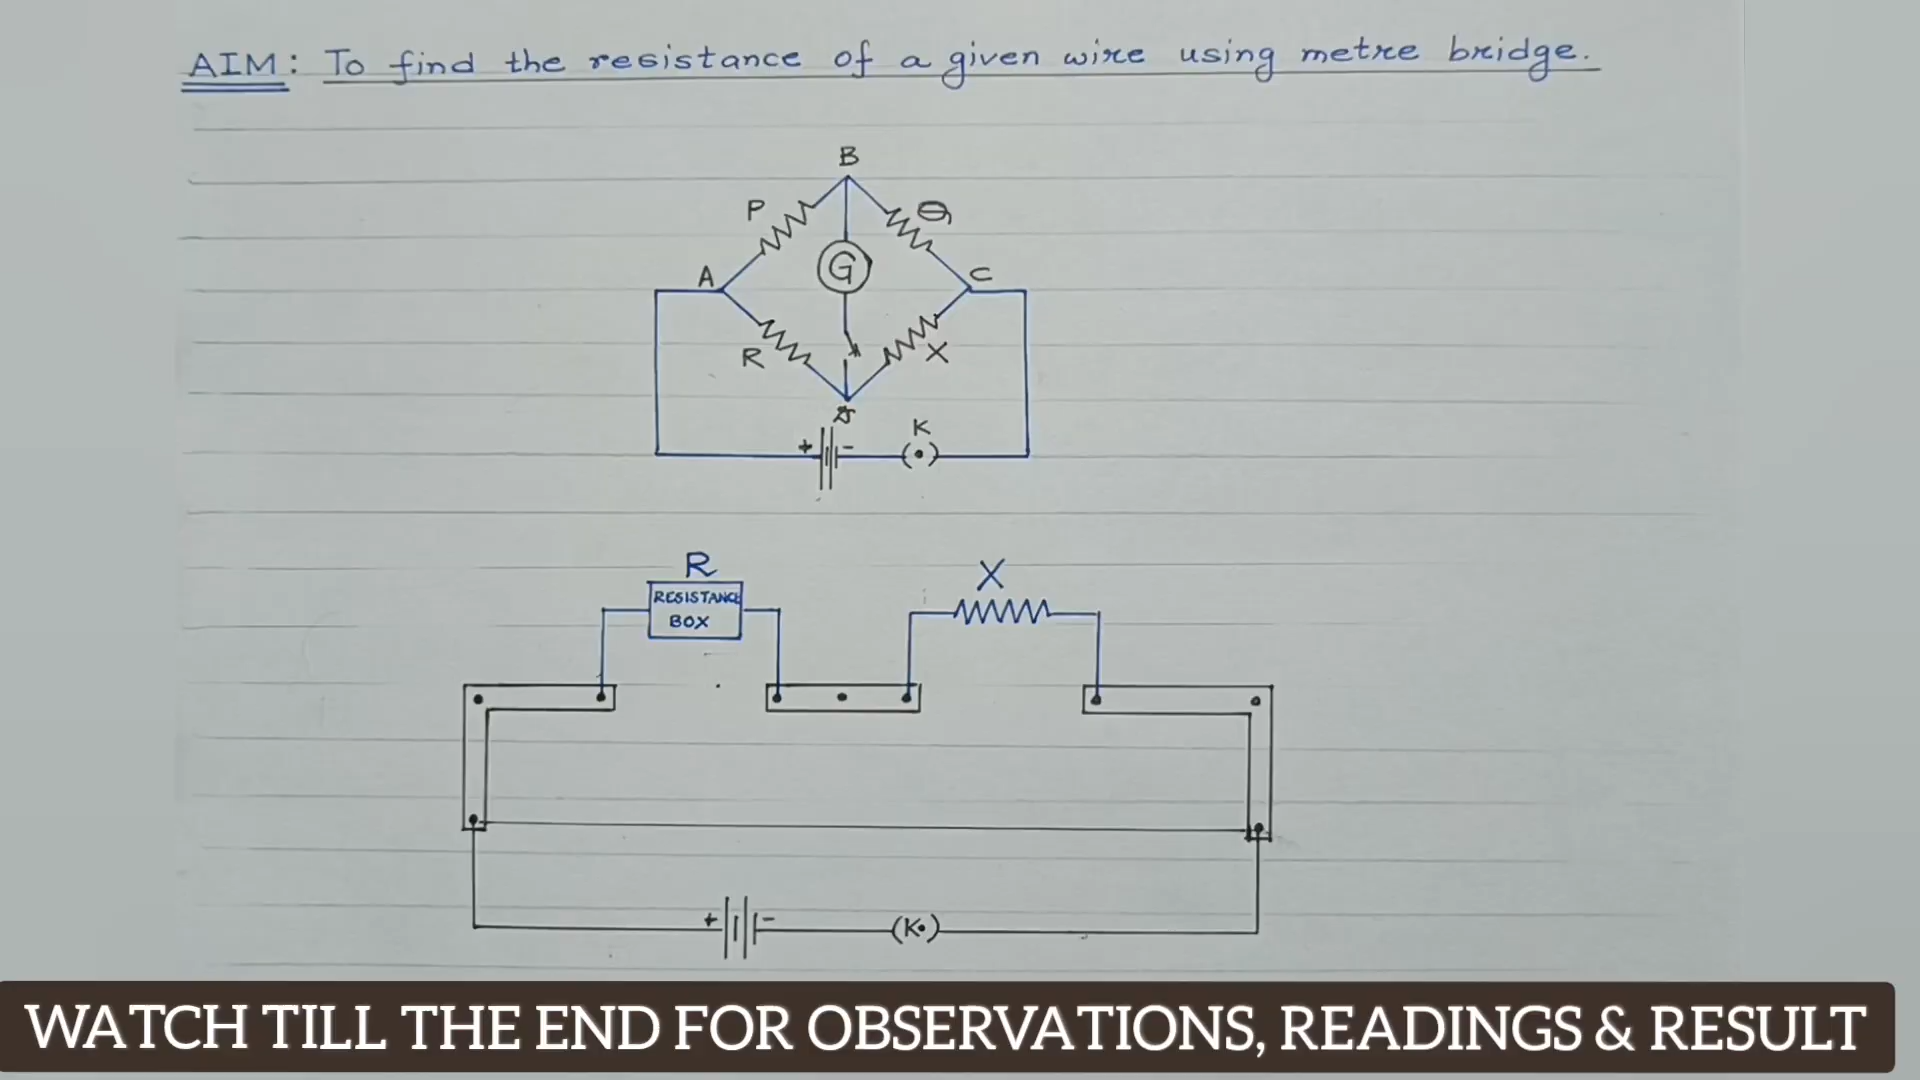 AIM: To find the resistance of a given wire using metre bridge.
B
P Q
A G C
R X
D
+ - K
( • )
R X
RESISTANCE
BOX
+ - (K•)
WATCH TILL THE END FOR OBSERVATIONS, READINGS & RESULT